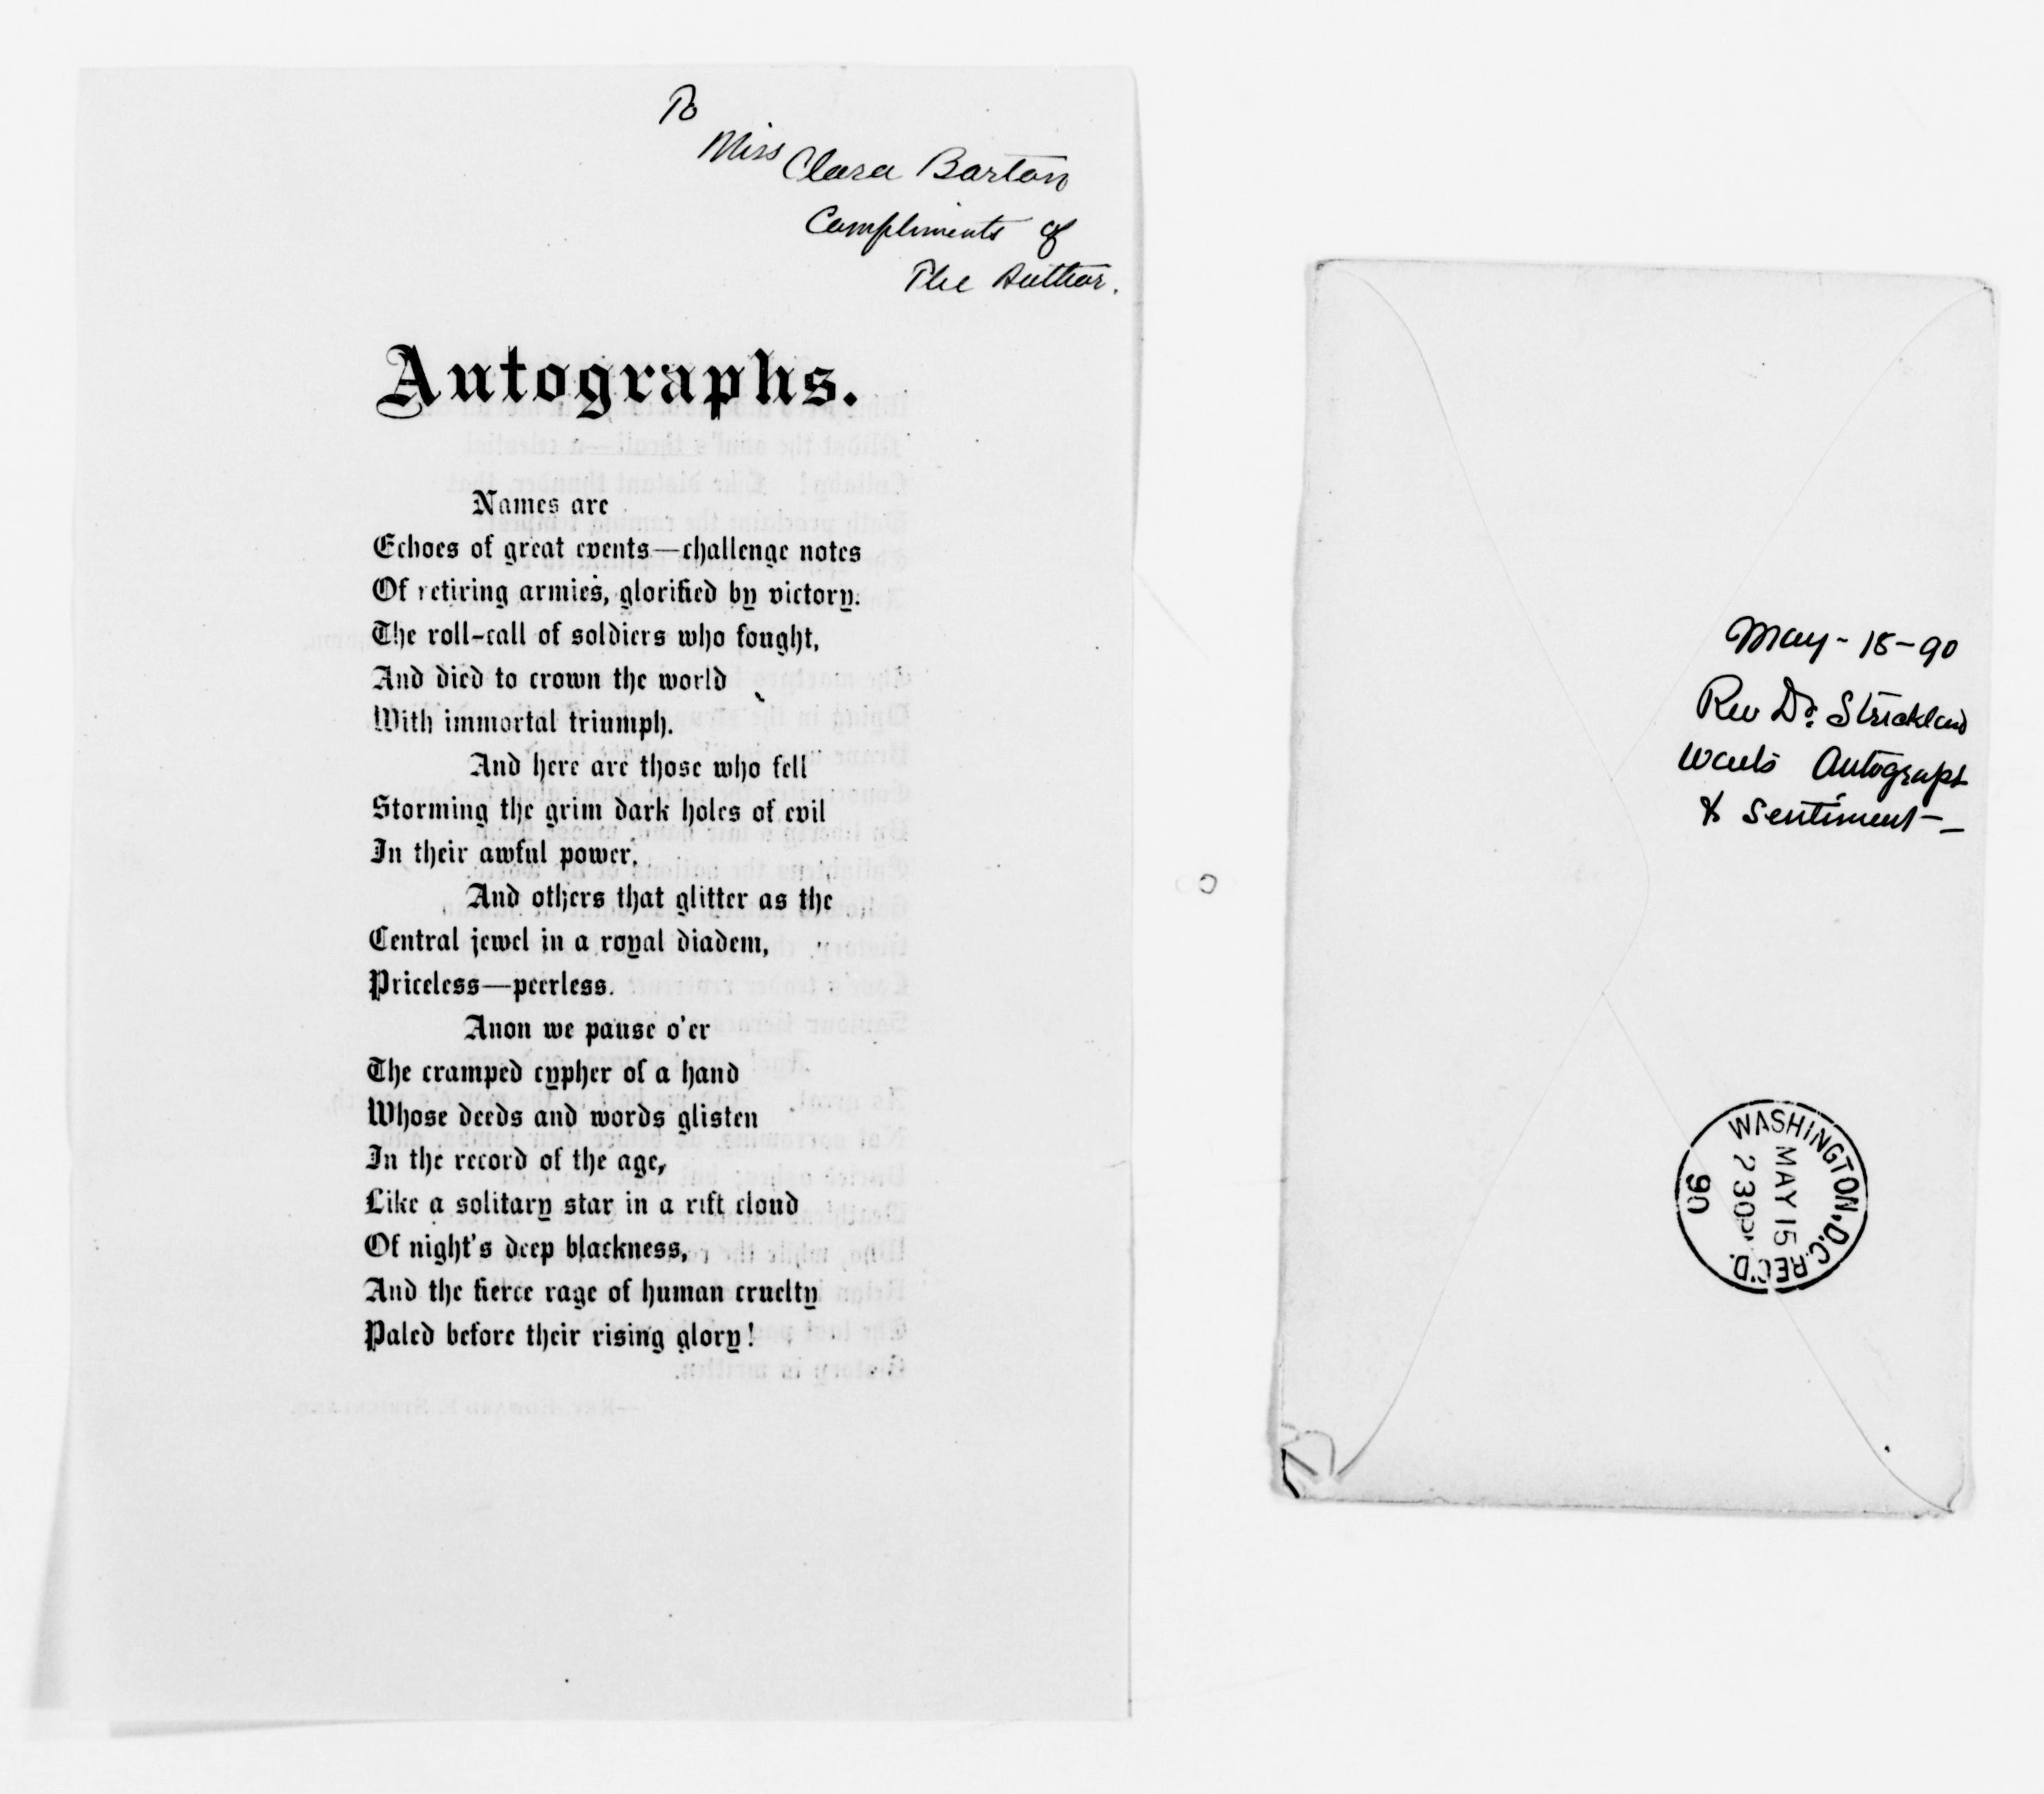 To
Miss Clara Barton
Compliments of
The Author.
Autographs.
Names are
Echoes of great events—challenge notes
Of retiring armies, glorified by victory.
The roll-call of soldiers who fought,
And died to crown the world
With immortal triumph.
And here are those who fell
Storming the grim dark holes of evil
In their awful power.
And others that glitter as the
Central jewel in a royal diadem,
Priceless—peerless.
Anon we pause o'er
The cramped cypher of a hand
Whose deeds and words glisten
In the record of the age,
Like a solitary star in a rift cloud
Of night's deep blackness,
And the fierce rage of human cruelty
Paled before their rising glory!
May-15-90
Rev Dr. Strickland
wants Autograph
& Sentiment—
WASHINGTON, D.C. REC'D.
MAY 15
2 30P
90